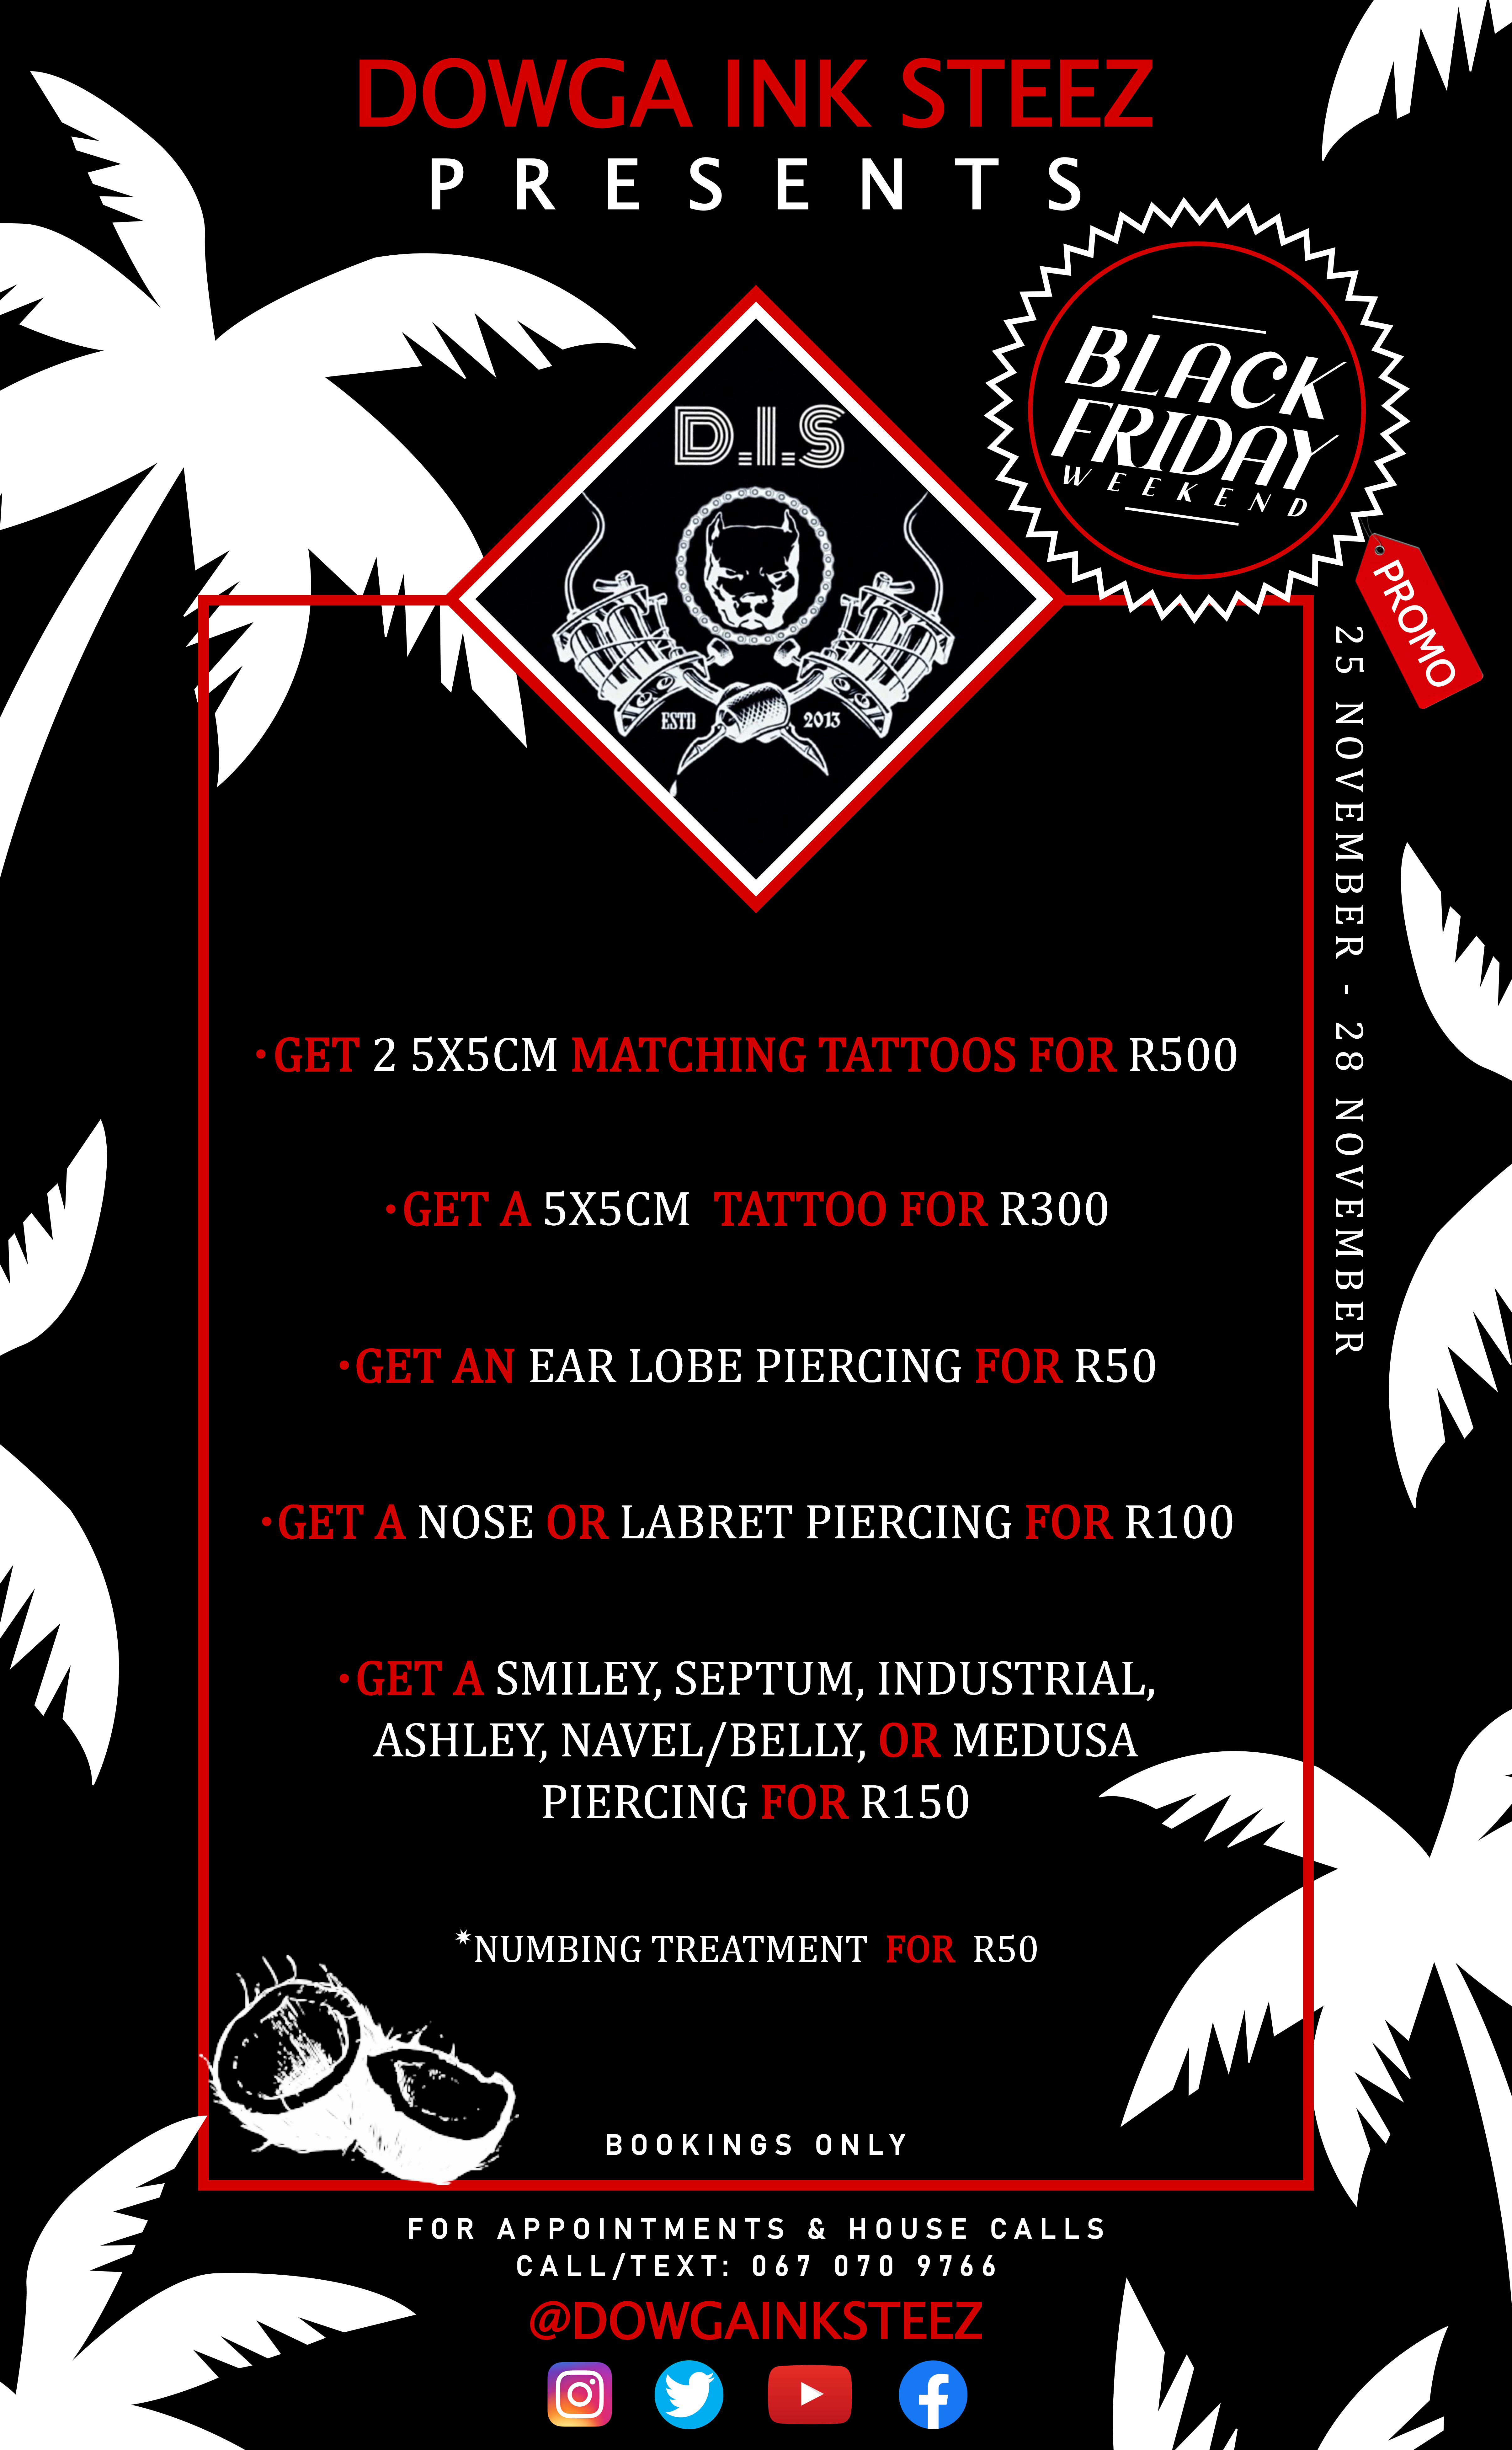 DOWGA INK STEEZ
PRESENTS
BLACK
FRIDAY
WEEKEND
PROMO
25 NOVEMBER - 28 NOVEMBER
D.I.S
ESTD 2013
•GET 2 5X5CM MATCHING TATTOOS FOR R500
•GET A 5X5CM TATTOO FOR R300
•GET AN EAR LOBE PIERCING FOR R50
•GET A NOSE OR LABRET PIERCING FOR R100
•GET A SMILEY, SEPTUM, INDUSTRIAL,
ASHLEY, NAVEL/BELLY, OR MEDUSA
PIERCING FOR R150
*NUMBING TREATMENT FOR R50
BOOKINGS ONLY
FOR APPOINTMENTS & HOUSE CALLS
CALL/TEXT: 067 070 9766
@DOWGAINKSTEEZ